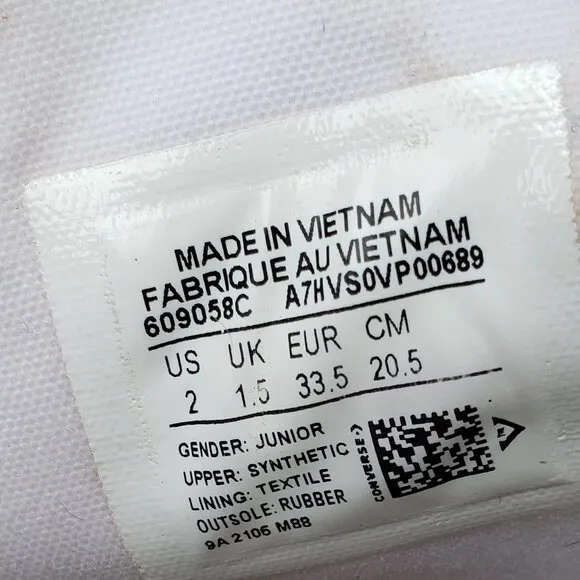 MADE IN VIETNAM
FABRIQUE AU VIETNAM
609058C A7HVS0VP00689
US UK EUR CM
2 1.5 33.5 20.5
GENDER: JUNIOR
UPPER: SYNTHETIC
LINING: TEXTILE
OUTSOLE: RUBBER
9A 2106 M88
CONVERSE>